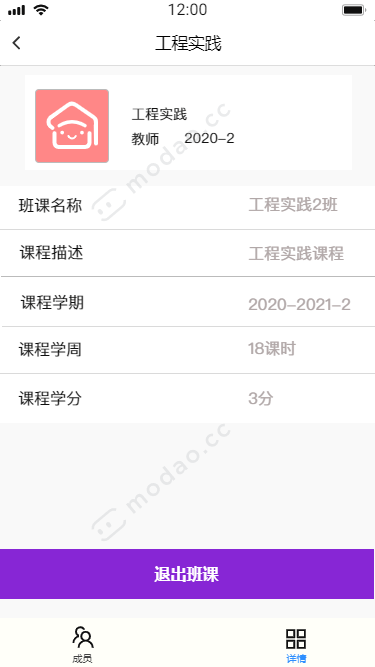 12:00
工程实践
工程实践
教师 2020-2
modao.cc
班课名称 工程实践2班
课程描述 工程实践课程
课程学期 2020-2021-2
课程学周 18课时
课程学分 3分
modao.cc
退出班课
成员 详情